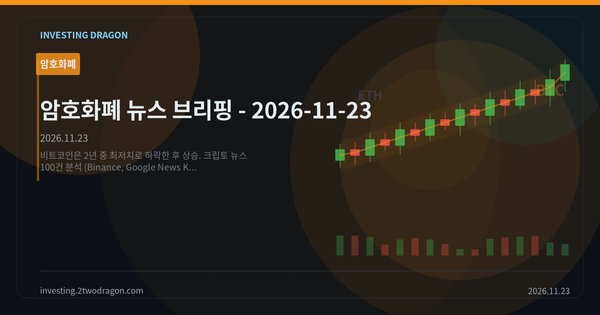 INVESTING DRAGON
암호화폐
ETH
BTC
암호화폐 뉴스 브리핑 - 2026-11-23
2026.11.23
비트코인은 2년 중 최저치로 하락한 후 상승. 크립토 뉴스
100건 분석 (Binance, Google News K...
investing.2twodragon.com
2026.11.23